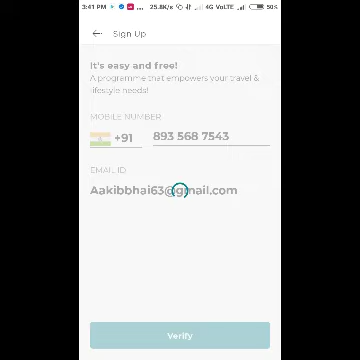 3:41 PM ... 25.8K/s 4G VoLTE 50%
Sign Up
It's easy and free!
A programme that empowers your travel &
lifestyle needs!
MOBILE NUMBER
+91 893 568 7543
EMAIL ID
Aakibbhai63@gmail.com
Verify